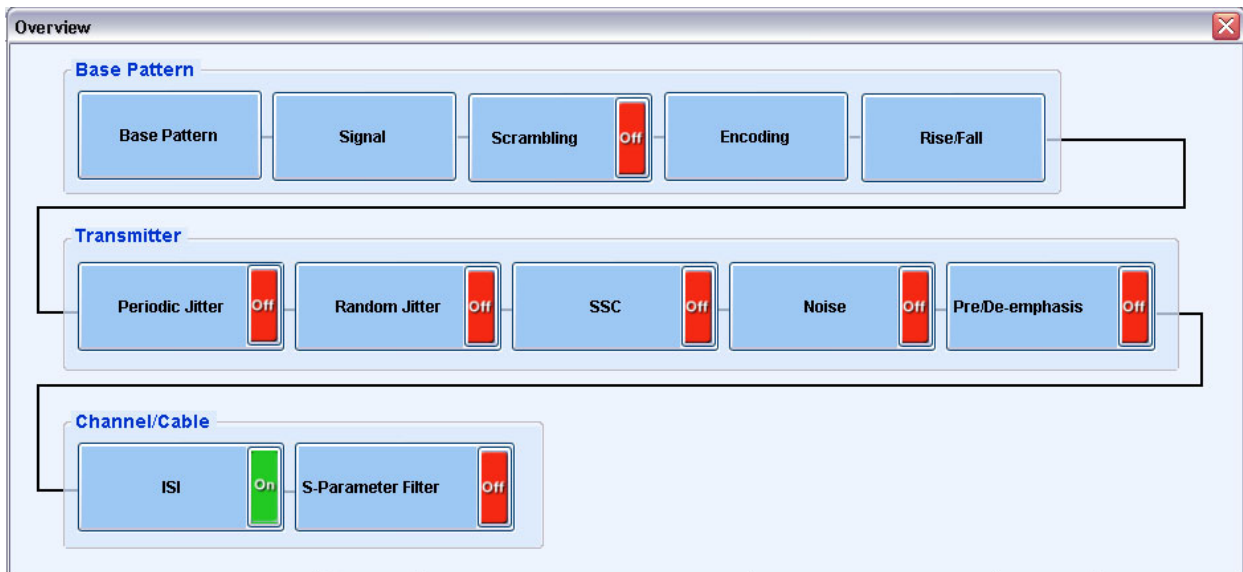 Overview
Base Pattern
Base Pattern
Signal
Scrambling
Off
Encoding
Rise/Fall
Transmitter
Periodic Jitter
Off
Random Jitter
Off
SSC
Off
Noise
Off
Pre/De-emphasis
Off
Channel/Cable
ISI
On
S-Parameter Filter
Off